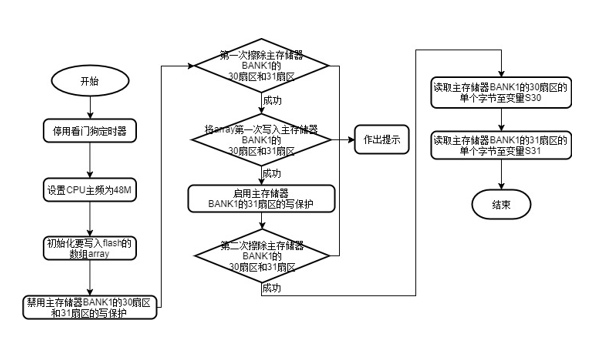 开始
停用看门狗定时器
设置CPU主频为48M
初始化要写入flash的
数组array
禁用主存储器BANK1的30扇区
和31扇区的写保护
第一次擦除主存储器
BANK1的
30扇区和31扇区
成功
将array第一次写入主存储器
BANK1的
30扇区和31扇区
成功
启用主存储器
BANK1的31扇区的写保护
第二次擦除主存储器
BANK1的
30扇区和31扇区
成功
作出提示
读取主存储器BANK1的30扇区的
单个字节至变量S30
读取主存储器BANK1的31扇区的
单个字节至变量S31
结束